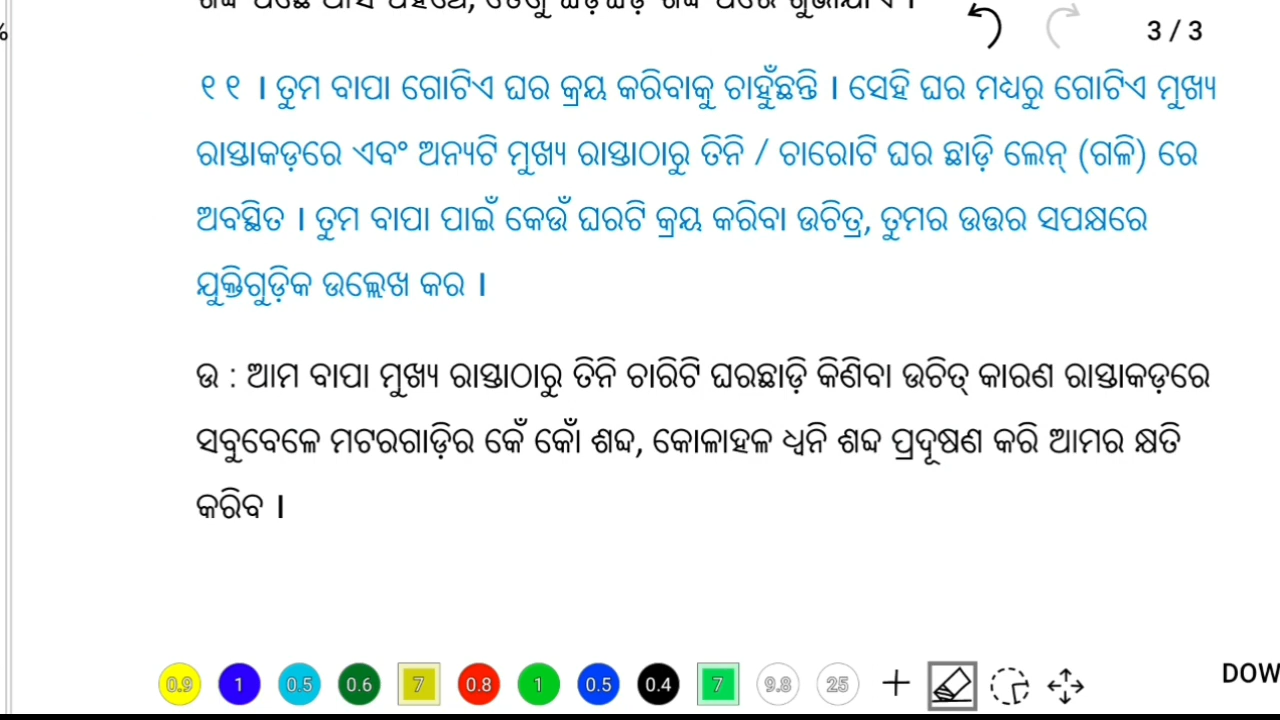 3 / 3
୧ ୧ । ତୁମ ବାପା ଗୋଟିଏ ଘର କ୍ରୟ କରିବାକୁ ଚାହୁଁଛନ୍ତି । ସେହି ଘର ମଧ୍ୟରୁ ଗୋଟିଏ ମୁଖ୍ୟ
ରାସ୍ତାକଡ଼ରେ ଏବଂ ଅନ୍ୟଟି ମୁଖ୍ୟ ରାସ୍ତାଠାରୁ ତିନି / ଚାରୋଟି ଘର ଛାଡ଼ି ଲେନ୍ (ଗଳି) ରେ
ଅବସ୍ଥିତ । ତୁମ ବାପା ପାଇଁ କେଉଁ ଘରଟି କ୍ରୟ କରିବା ଉଚିତ୍ର, ତୁମର ଉତ୍ତର ସପକ୍ଷରେ
ଯୁକ୍ତିଗୁଡ଼ିକ ଉଲ୍ଲେଖ କର ।
ଉ : ଆମ ବାପା ମୁଖ୍ୟ ରାସ୍ତାଠାରୁ ତିନି ଚାରିଟି ଘରଛାଡ଼ି କିଣିବା ଉଚିତ୍ କାରଣ ରାସ୍ତାକଡ଼ରେ
ସବୁବେଳେ ମଟରଗାଡ଼ିର କେଁ କୋଁ ଶବ୍ଦ, କୋଳାହଳ ଧ୍ୱନି ଶବ୍ଦ ପ୍ରଦୂଷଣ କରି ଆମର କ୍ଷତି
କରିବ ।
0.9 1 0.5 0.6 7 0.8 1 0.5 0.4 7 9.8 25
DOW